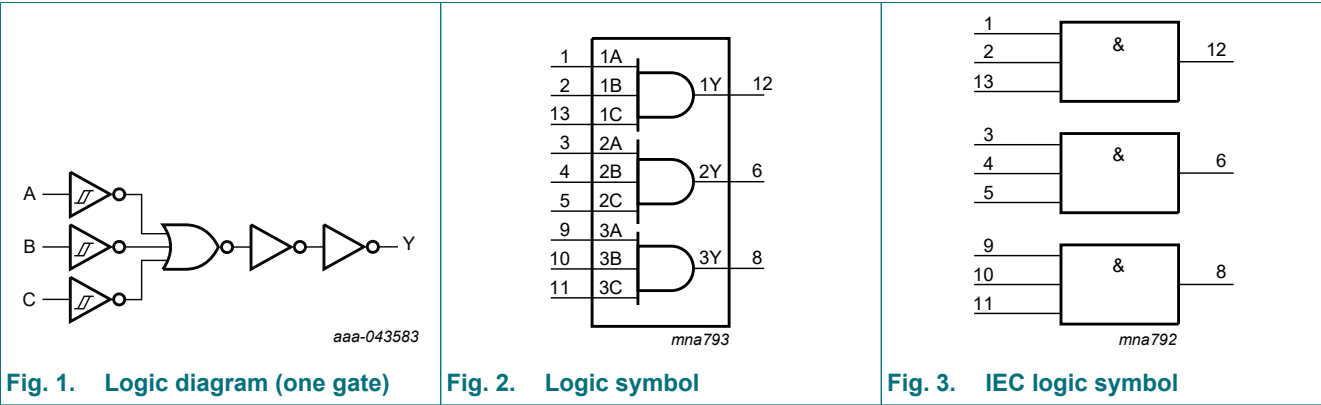 A
B
C
Y
aaa-043583
Fig. 1. Logic diagram (one gate)
1 1A
2 1B 1Y 12
13 1C
3 2A
4 2B 2Y 6
5 2C
9 3A
10 3B 3Y 8
11 3C
mna793
Fig. 2. Logic symbol
1
& 12
2
13
3
& 6
4
5
9
& 8
10
11
mna792
Fig. 3. IEC logic symbol